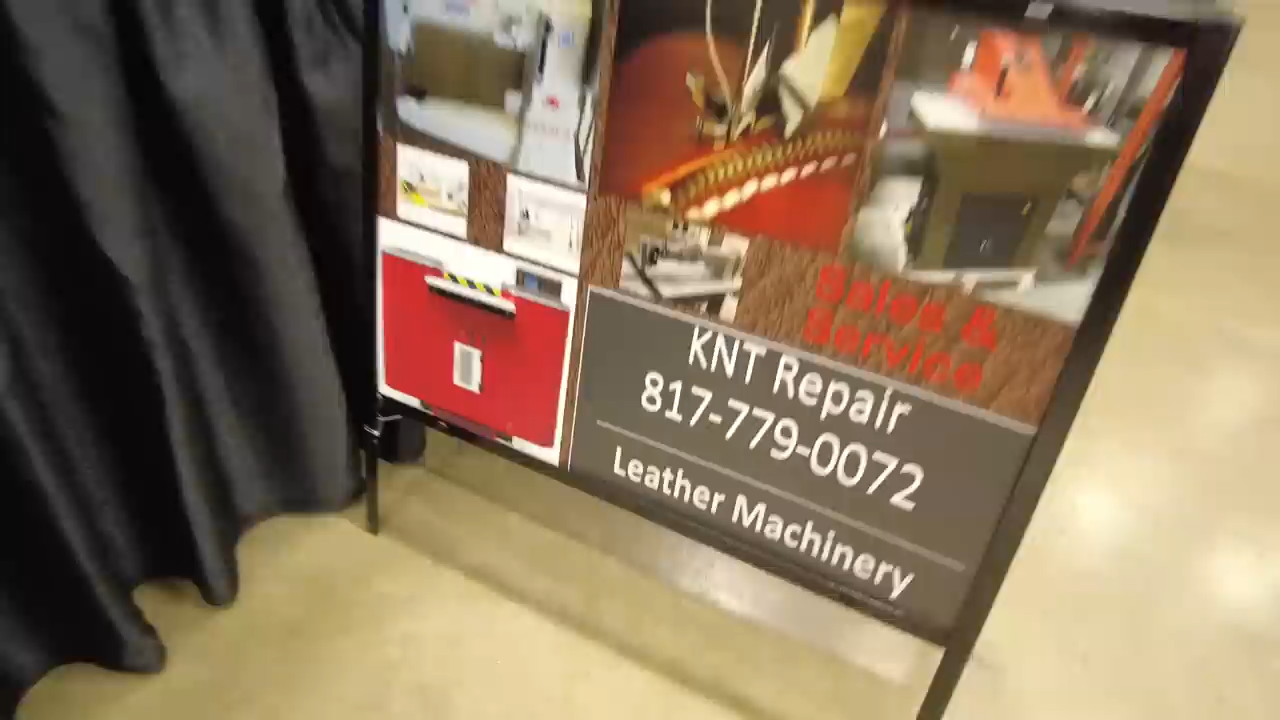 Sales &
Service
KNT Repair
817-779-0072
Leather Machinery